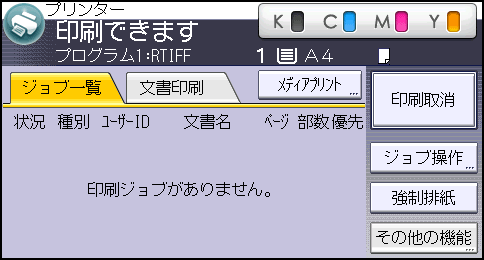 プリンター
印刷できます
プログラム1:RTIFF
1 A4
K C M Y
ジョブ一覧 文書印刷 メディアプリント...
状況 種別 ユーザーID 文書名 ページ 部数 優先
印刷ジョブがありません。
印刷取消
ジョブ操作...
強制排紙
その他の機能...